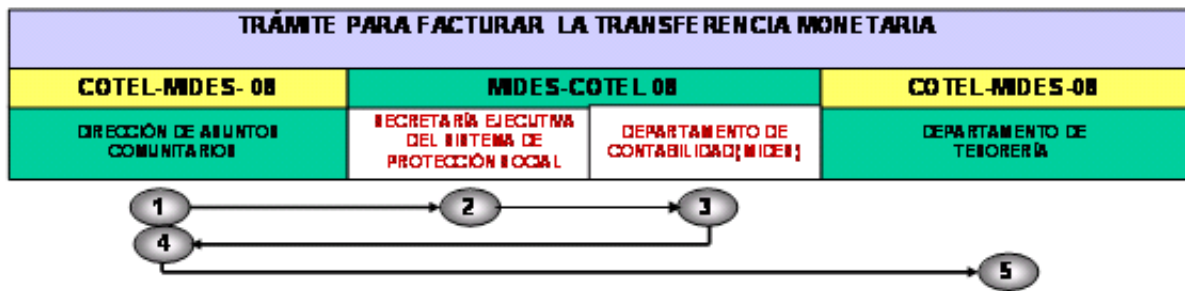 TRÁMITE PARA FACTURAR LA TRANSFERENCIA MONETARIA
COTEL-MIDES- 08
MIDES-COTEL 08
COTEL-MIDES-08
DIRECCIÓN DE ASUNTOS
COMUNITARIOS
SECRETARÍA EJECUTIVA
DEL SISTEMA DE
PROTECCIÓN SOCIAL
DEPARTAMENTO DE
CONTABILIDAD(MIDES)
DEPARTAMENTO DE
TESORERÍA
1
2
3
4
5